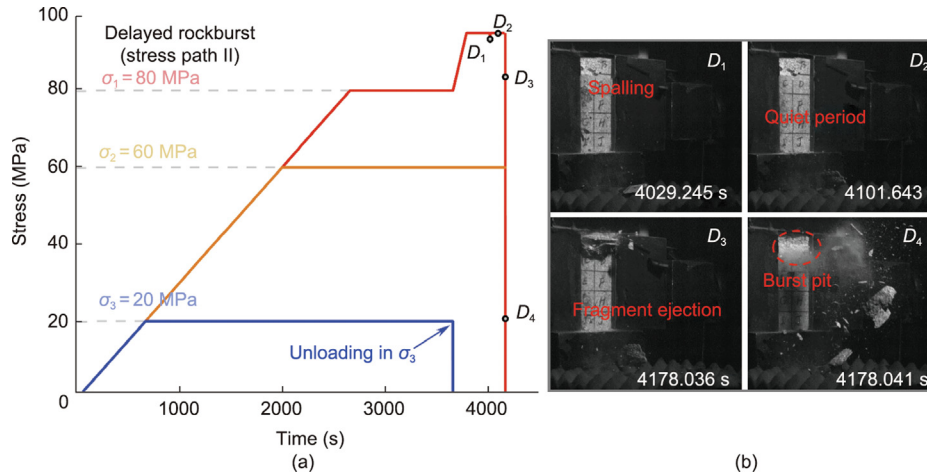 (a)
Delayed rockburst
(stress path II)
σ₁ = 80 MPa
σ₂ = 60 MPa
σ₃ = 20 MPa
Unloading in σ₃
D₁
D₂
D₃
D₄
Stress (MPa)
100
80
60
40
20
0
1000
2000
3000
4000
Time (s)
(a)
(b)
D₁
Spalling
4029.245 s
D₂
Quiet period
4101.643
D₃
Fragment ejection
4178.036 s
D₄
Burst pit
4178.041 s
(b)